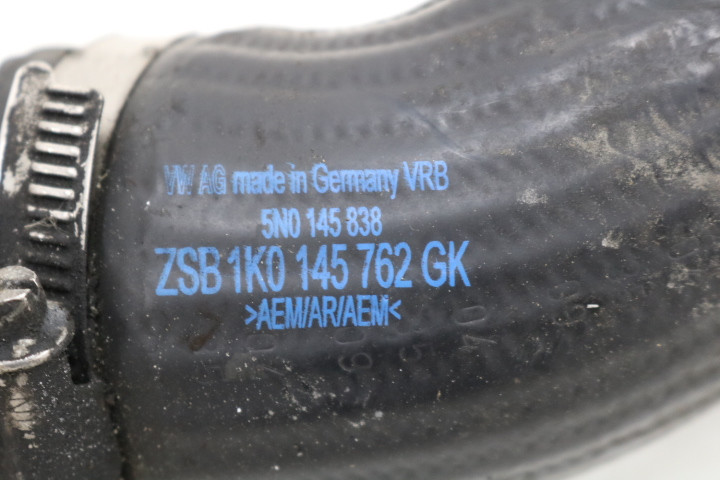 VW AG made in Germany VRB
5N0 145 838
ZSB 1K0 145 762 GK
>AEM/AR/AEM<